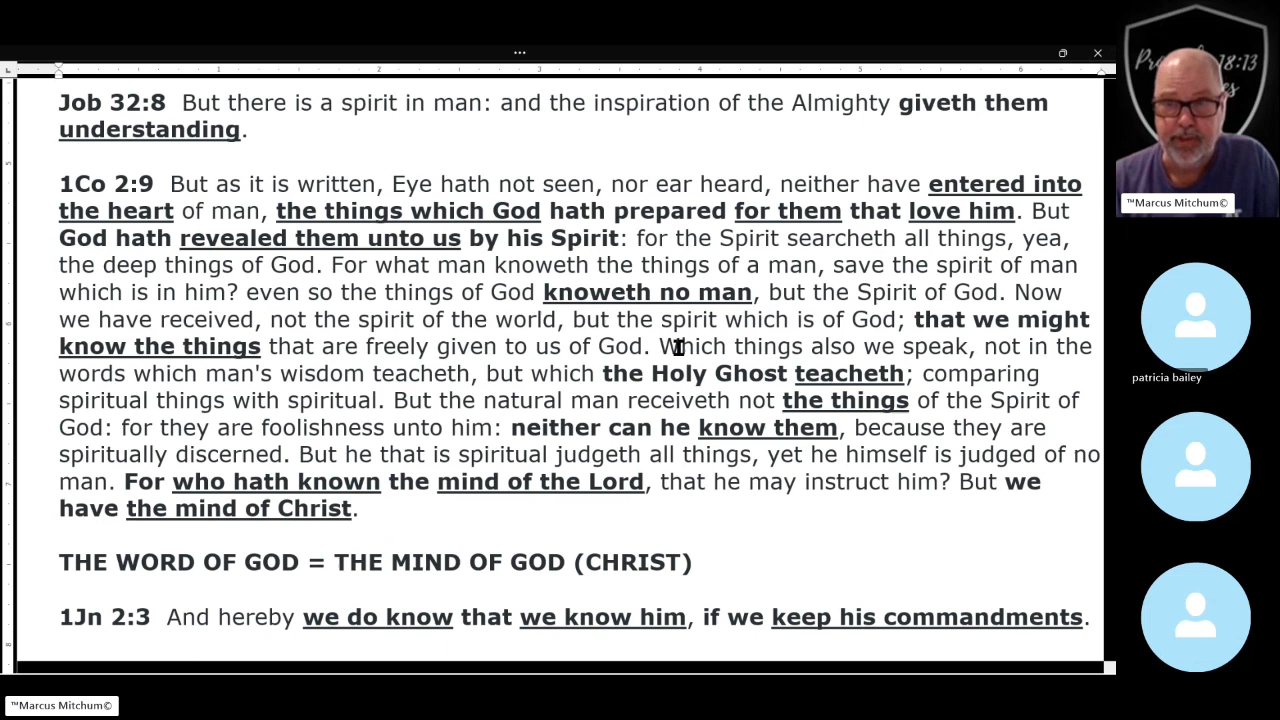 Job 32:8 But there is a spirit in man: and the inspiration of the Almighty giveth them
understanding.
1Co 2:9 But as it is written, Eye hath not seen, nor ear heard, neither have entered into
the heart of man, the things which God hath prepared for them that love him. But
God hath revealed them unto us by his Spirit: for the Spirit searcheth all things, yea,
the deep things of God. For what man knoweth the things of a man, save the spirit of man
which is in him? even so the things of God knoweth no man, but the Spirit of God. Now
we have received, not the spirit of the world, but the spirit which is of God; that we might
know the things that are freely given to us of God. Which things also we speak, not in the
words which man's wisdom teacheth, but which the Holy Ghost teacheth; comparing
spiritual things with spiritual. But the natural man receiveth not the things of the Spirit of
God: for they are foolishness unto him: neither can he know them, because they are
spiritually discerned. But he that is spiritual judgeth all things, yet he himself is judged of no
man. For who hath known the mind of the Lord, that he may instruct him? But we
have the mind of Christ.
THE WORD OF GOD = THE MIND OF GOD (CHRIST)
1Jn 2:3 And hereby we do know that we know him, if we keep his commandments.
18:13
™Marcus Mitchum©
patricia bailey
™Marcus Mitchum©